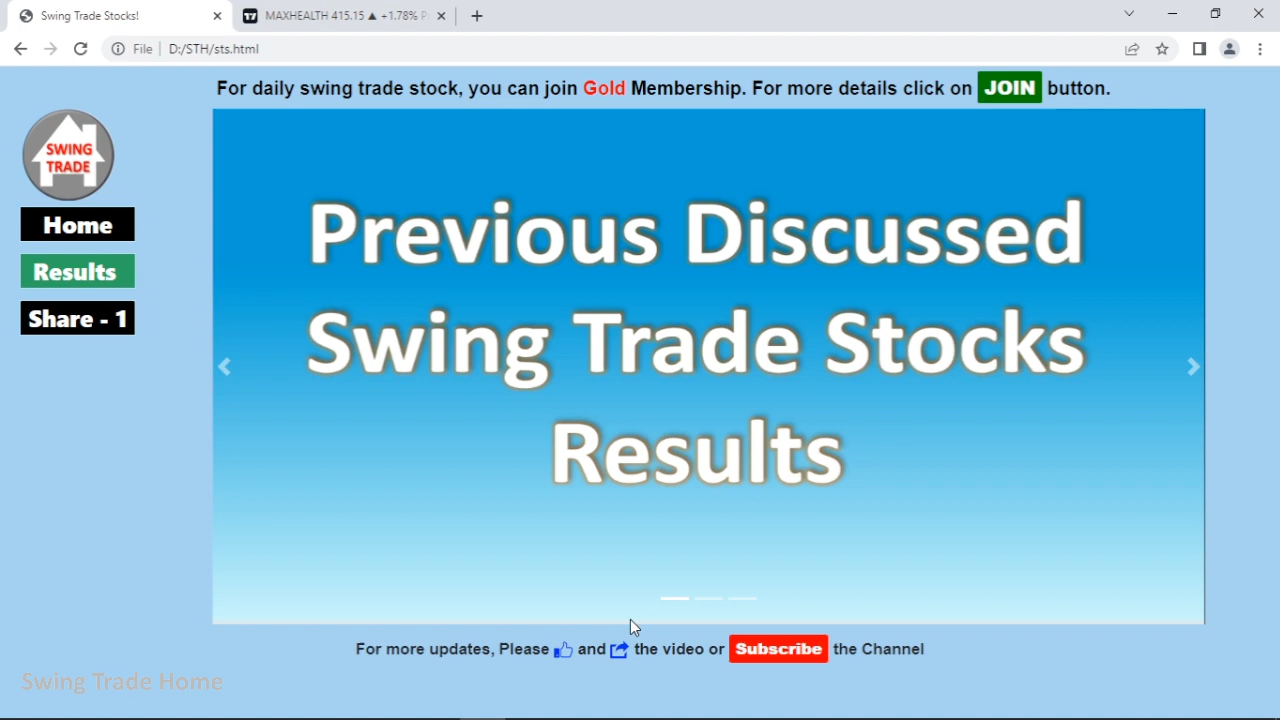 Swing Trade Stocks!
MAXHEALTH 415.15 ▲ +1.78%
File
D:/STH/sts.html
For daily swing trade stock, you can join Gold Membership. For more details click on JOIN button.
SWING
TRADE
Home
Results
Share - 1
Previous Discussed
Swing Trade Stocks
Results
For more updates, Please and the video or Subscribe the Channel
Swing Trade Home